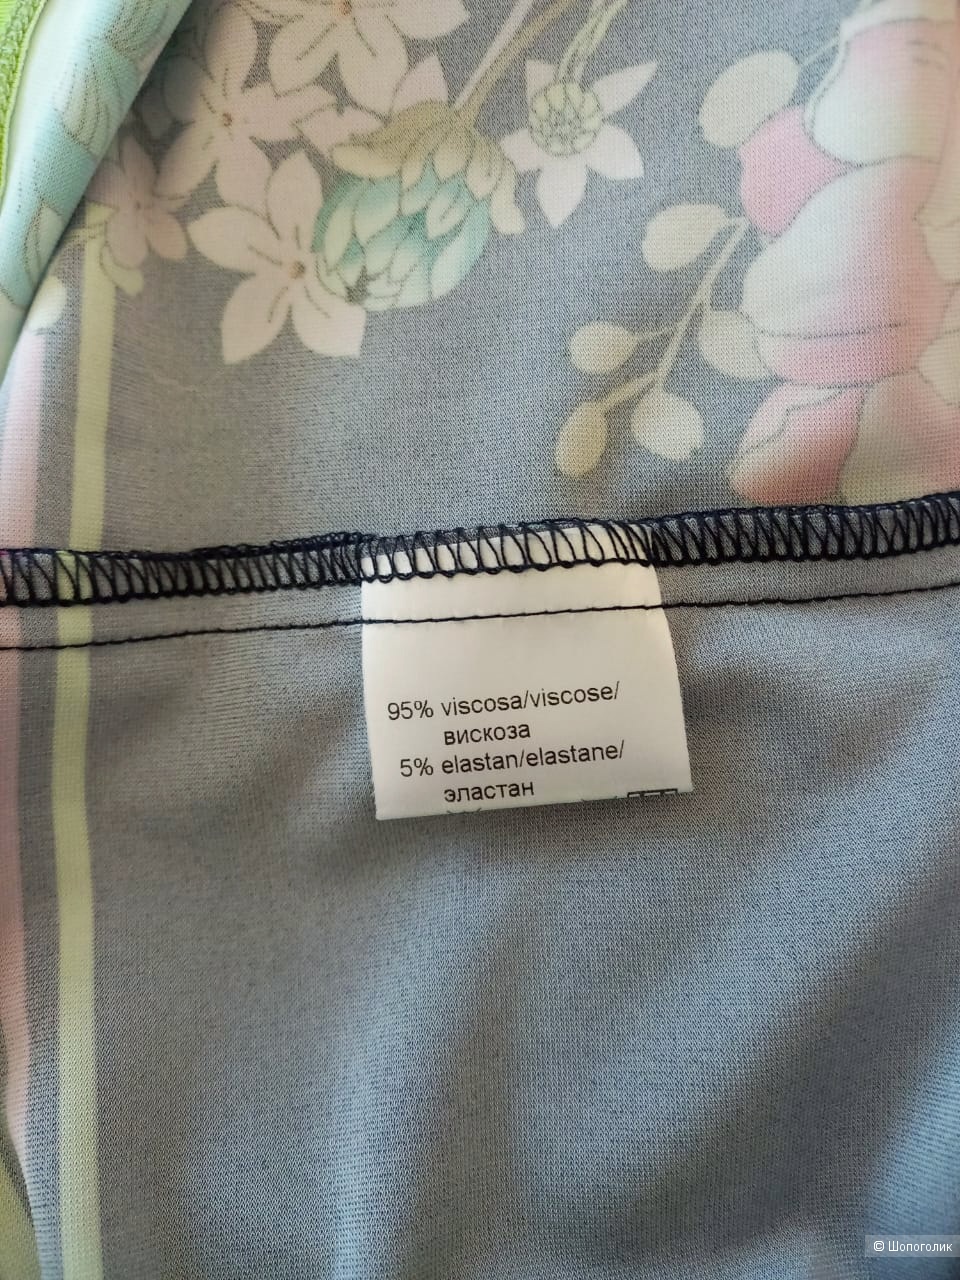 95% viscosa/viscose/
вискоза
5% elastan/elastane/
эластан
© Шопоголик